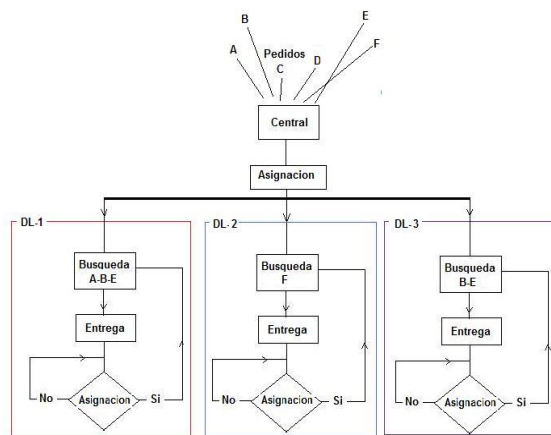 B
E
A
Pedidos
C
D
F
Central
Asignacion
DL-1
DL-2
DL-3
Busqueda
A-B-E
Busqueda
F
Busqueda
B-E
Entrega
Entrega
Entrega
No
Asignacion
Si
No
Asignacion
Si
No
Asignacion
Si